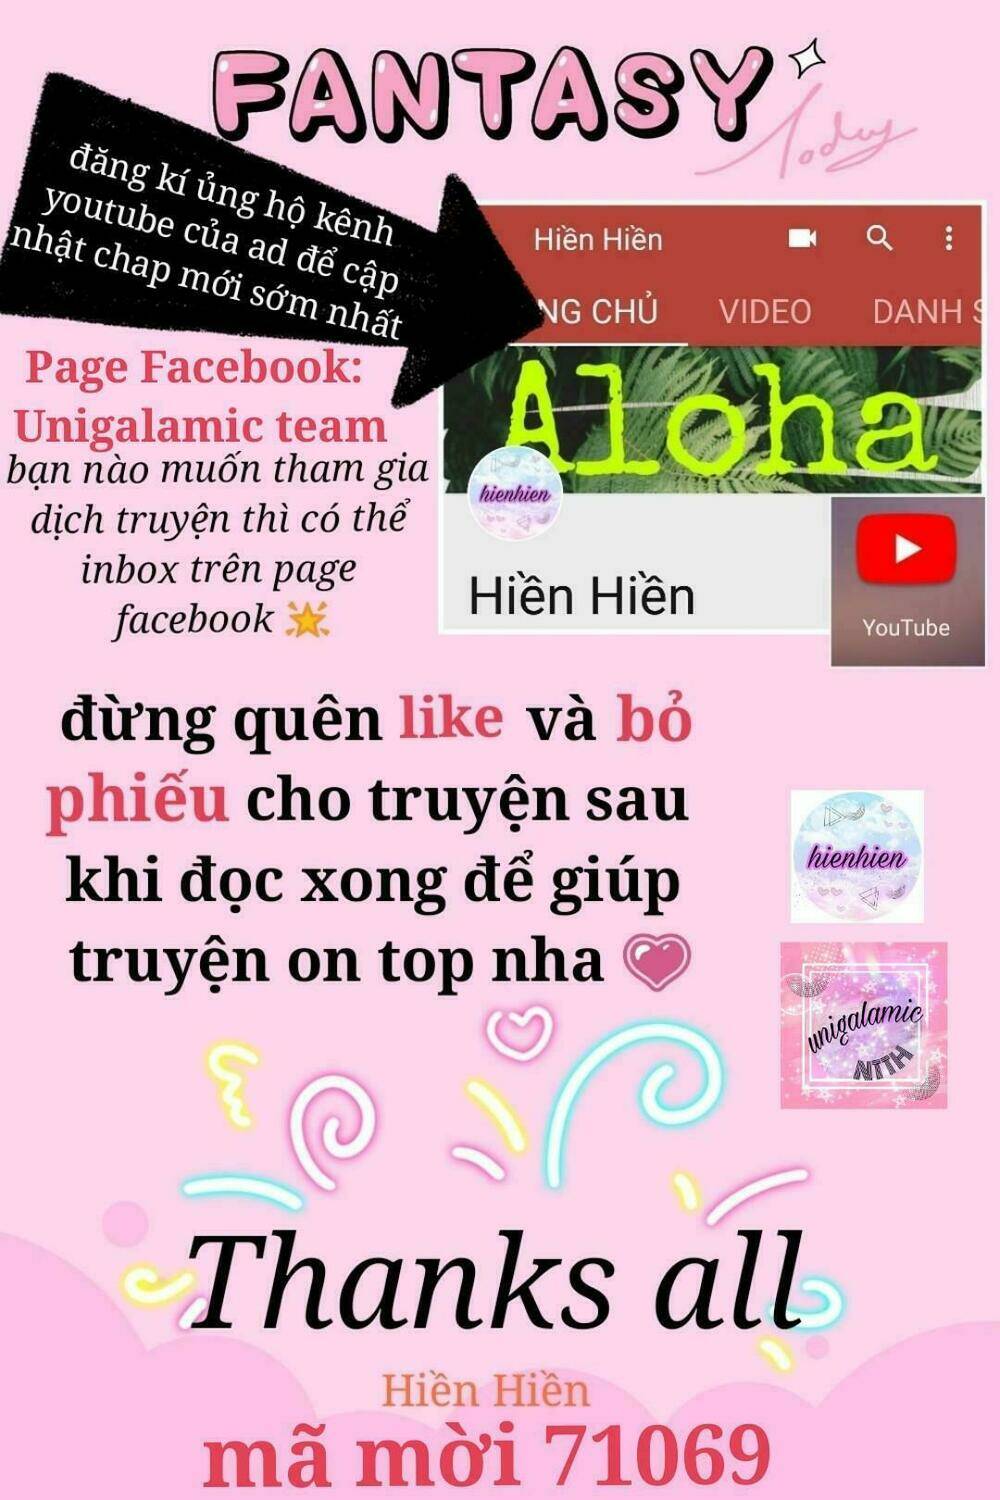 FANTASY
Today
đăng kí ủng hộ kênh
youtube của ad để cập
nhật chap mới sớm nhất
Hiền Hiền
NG CHỦ VIDEO DANH S
Aloha
hienhien
Hiền Hiền
YouTube
Page Facebook:
Unigalamic team
bạn nào muốn tham gia
dịch truyện thì có thể
inbox trên page
facebook 🌟
đừng quên like và bỏ
phiếu cho truyện sau
khi đọc xong để giúp
truyện on top nha 💗
hienhien
unigalamic
NTTH
Thanks all
Hiền Hiền
mã mời 71069